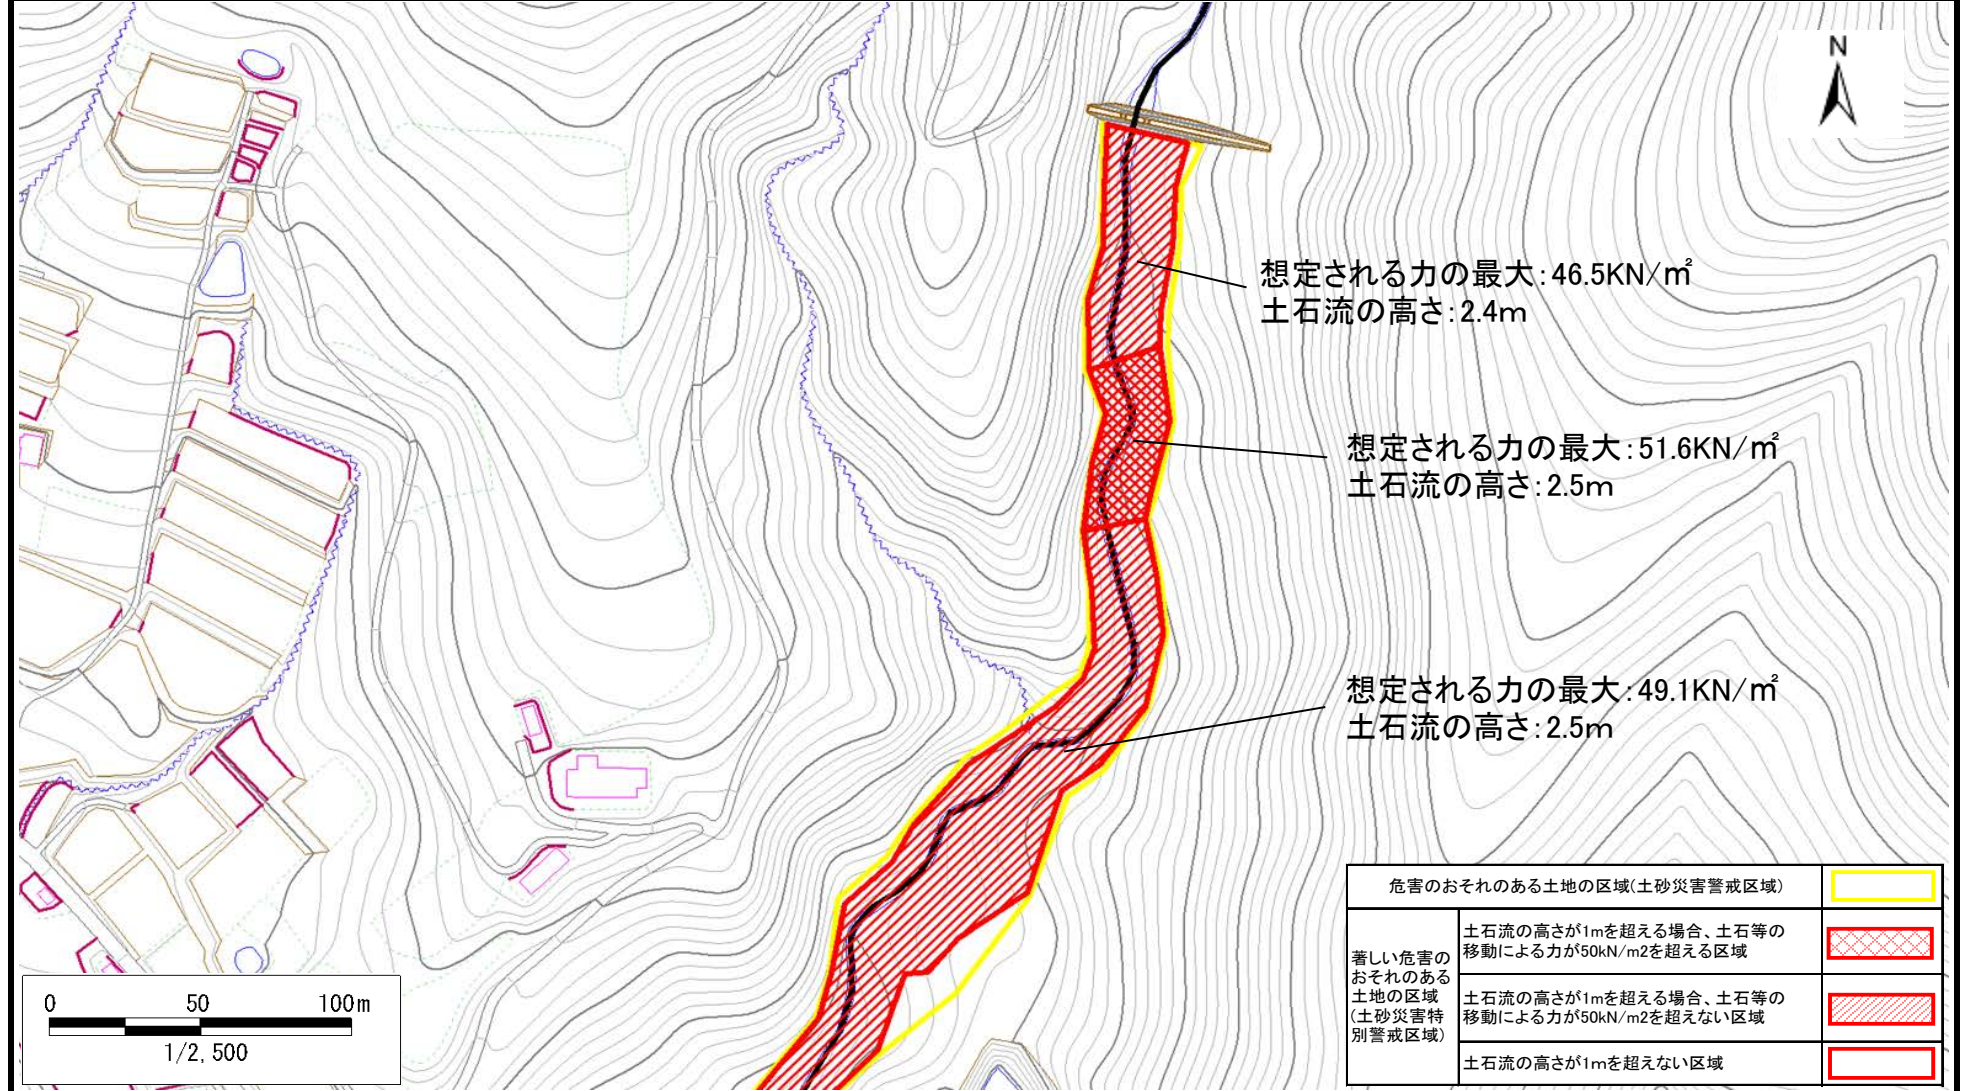 N
想定される力の最大:46.5KN/㎡
土石流の高さ:2.4m
想定される力の最大:51.6KN/㎡
土石流の高さ:2.5m
想定される力の最大:49.1KN/㎡
土石流の高さ:2.5m
危害のおそれのある土地の区域(土砂災害警戒区域)
著しい危害の
おそれのある
土地の区域
(土砂災害特
別警戒区域)
土石流の高さが1mを超える場合、土石等の
移動による力が50kN/m2を超える区域
土石流の高さが1mを超える場合、土石等の
移動による力が50kN/m2を超えない区域
土石流の高さが1mを超えない区域
0 50 100m
1/2,500